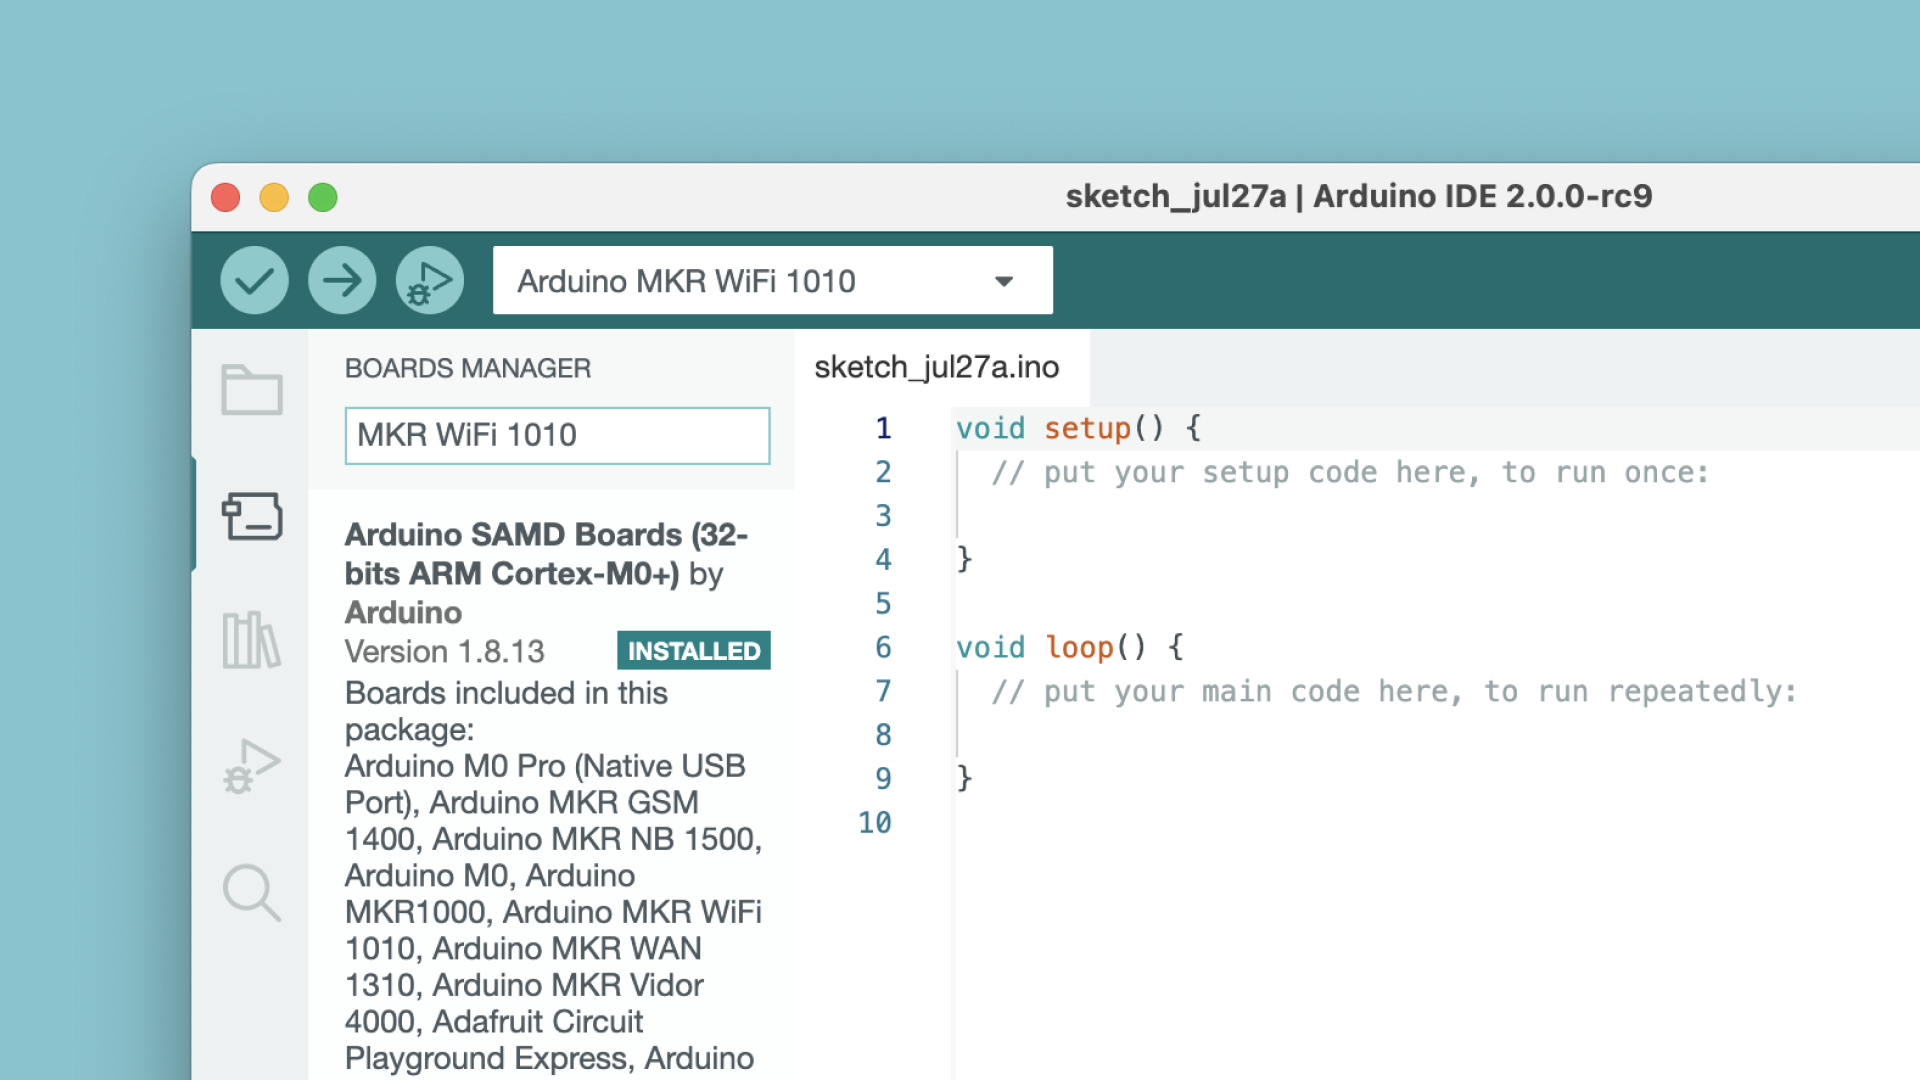 sketch_jul27a | Arduino IDE 2.0.0-rc9
Arduino MKR WiFi 1010
BOARDS MANAGER
MKR WiFi 1010
Arduino SAMD Boards (32-
bits ARM Cortex-M0+) by
Arduino
Version 1.8.13 INSTALLED
Boards included in this
package:
Arduino M0 Pro (Native USB
Port), Arduino MKR GSM
1400, Arduino MKR NB 1500,
Arduino M0, Arduino
MKR1000, Arduino MKR WiFi
1010, Arduino MKR WAN
1310, Arduino MKR Vidor
4000, Adafruit Circuit
Playground Express, Arduino
sketch_jul27a.ino
1 void setup() {
2 // put your setup code here, to run once:
3
4 }
5
6 void loop() {
7 // put your main code here, to run repeatedly:
8
9 }
10